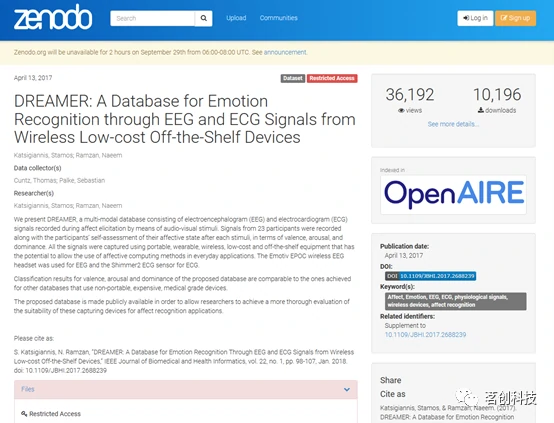 zenodo
Search
Upload
Communities
Log in
Sign up
Zenodo.org will be unavailable for 2 hours on September 29th from 06:00-08:00 UTC. See announcement.
April 13, 2017
Dataset
Restricted Access
DREAMER: A Database for Emotion
Recognition through EEG and ECG Signals from
Wireless Low-cost Off-the-Shelf Devices
Katsigiannis, Stamos; Ramzan, Naeem
Data collector(s)
Cuntz, Thomas; Palke, Sebastian
Researcher(s)
Katsigiannis, Stamos; Ramzan, Naeem
We present DREAMER, a multi-modal database consisting of electroencephalogram (EEG) and electrocardiogram (ECG)
signals recorded during affect elicitation by means of audio-visual stimuli. Signals from 23 participants were recorded
along with the participants' self-assessment of their affective state after each stimuli, in terms of valence, arousal, and
dominance. All the signals were captured using portable, wearable, wireless, low-cost and off-the-shelf equipment that has
the potential to allow the use of affective computing methods in everyday applications. The Emotiv EPOC wireless EEG
headset was used for EEG and the Shimmer2 ECG sensor for ECG.
Classification results for valence, arousal and dominance of the proposed database are comparable to the ones achieved
for other databases that use non-portable, expensive, medical grade devices.
The proposed database is made publicly available in order to allow researchers to achieve a more thorough evaluation of
the suitability of these capturing devices for affect recognition applications.
Please cite as:
S. Katsigiannis, N. Ramzan, "DREAMER: A Database for Emotion Recognition Through EEG and ECG Signals from Wireless
Low-cost Off-the-Shelf Devices," IEEE Journal of Biomedical and Health Informatics, vol. 22, no. 1, pp. 98-107, Jan. 2018.
doi: 10.1109/JBHI.2017.2688239
Files
Restricted Access
36,192
views
10,196
downloads
See more details...
Indexed in
OpenAIRE
Publication date:
April 13, 2017
DOI:
DOI 10.1109/JBHI.2017.2688239
Keyword(s):
Affect, Emotion, EEG, ECG, physiological signals,
wireless devices, affect recognition
Related identifiers:
Supplement to
10.1109/JBHI.2017.2688239
Share
Cite as
Katsigiannis, Stamos, & Ramzan, Naeem. (2017).
DREAMER: A Database for Emotion Recognition
茗创科技